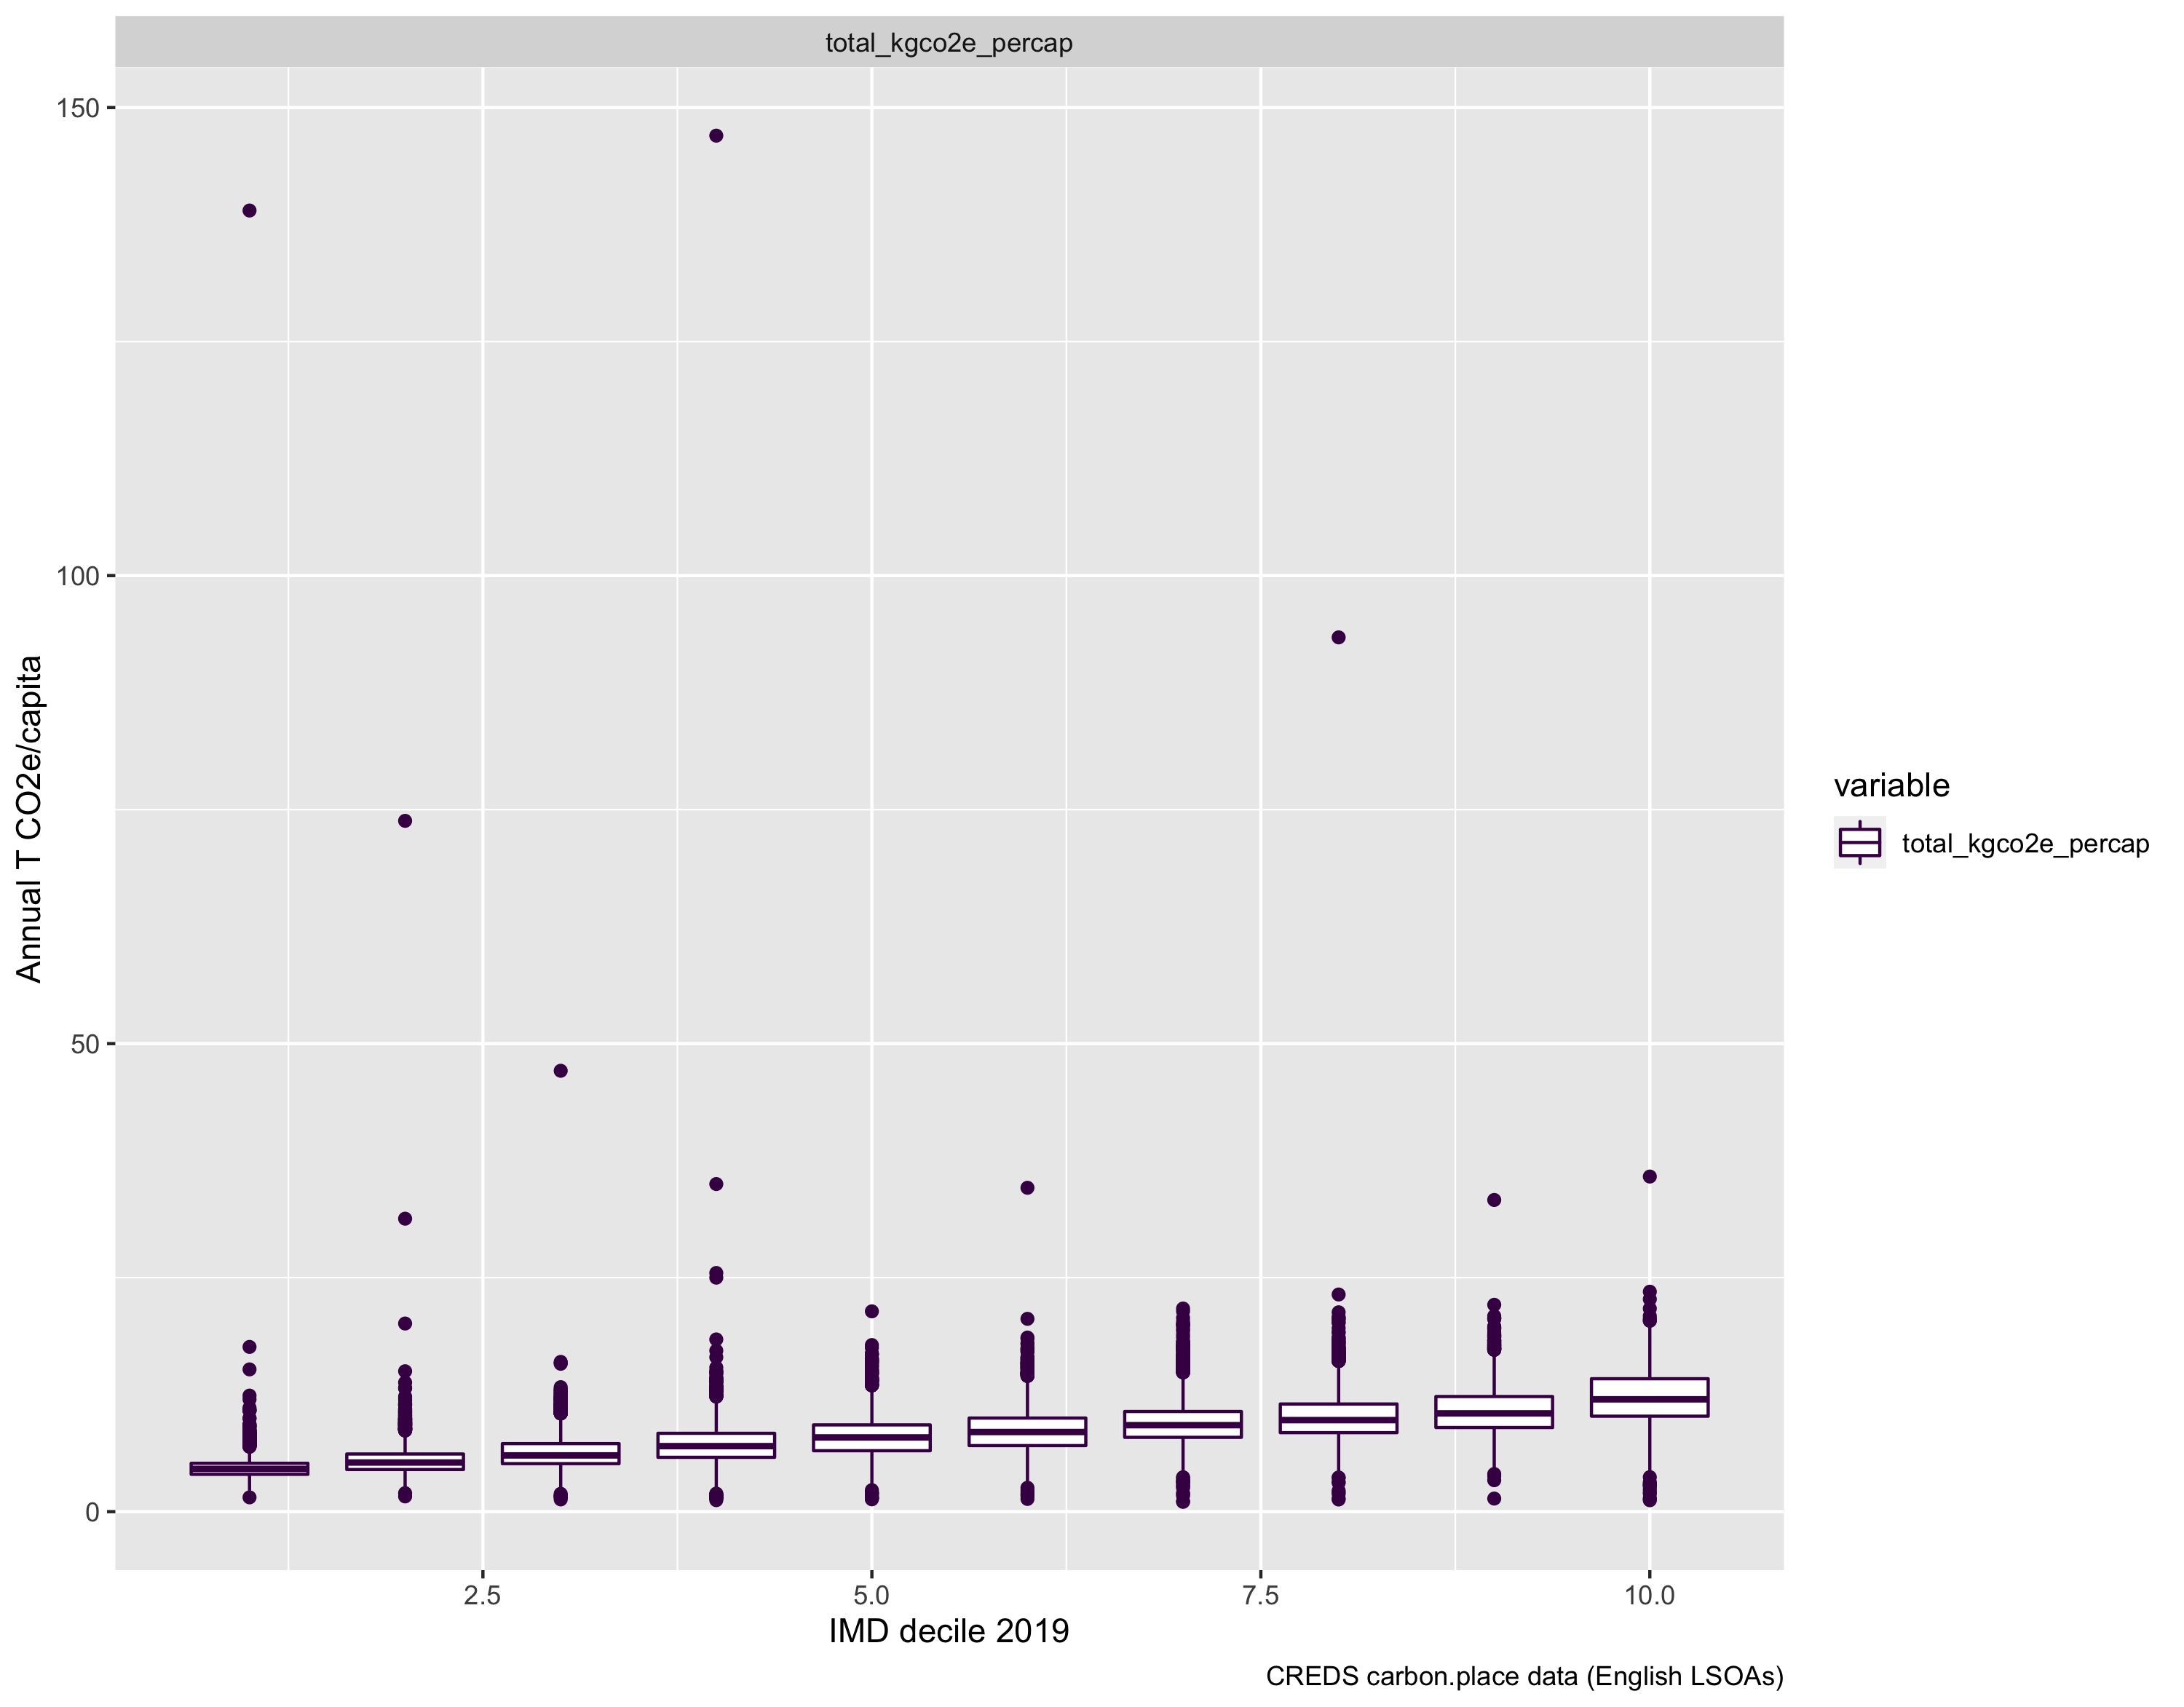 total_kgco2e_percap
150
100
50
0
Annual T CO2e/capita
2.5
5.0
7.5
10.0
IMD decile 2019
variable
total_kgco2e_percap
CREDS carbon.place data (English LSOAs)